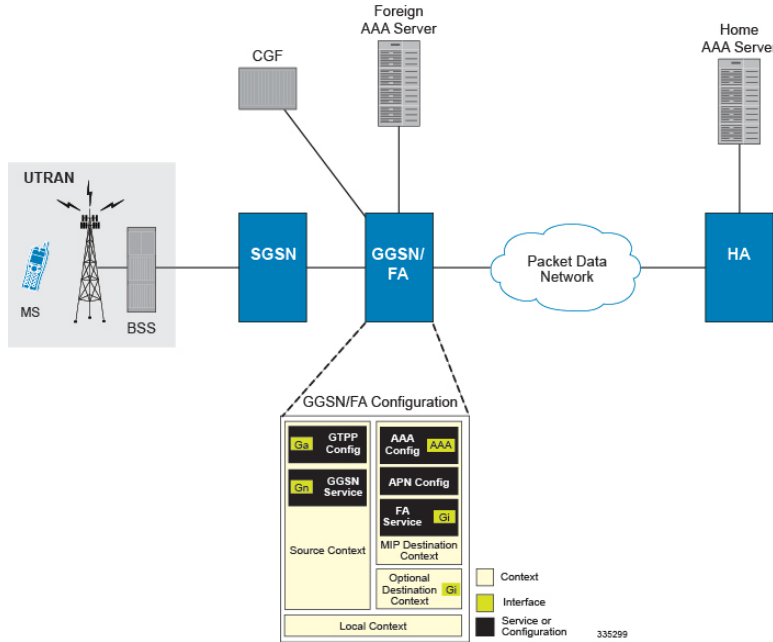 Foreign
AAA Server
Home
AAA Server
CGF
UTRAN
MS
BSS
SGSN
GGSN/
FA
Packet Data
Network
HA
GGSN/FA Configuration
Ga
GTPP
Config
Gn
GGSN
Service
Source Context
AAA
Config
AAA
APN Config
FA
Service
Gi
MIP Destination
Context
Optional
Destination
Context
Gi
Local Context
Context
Interface
Service or
Configuration
335299